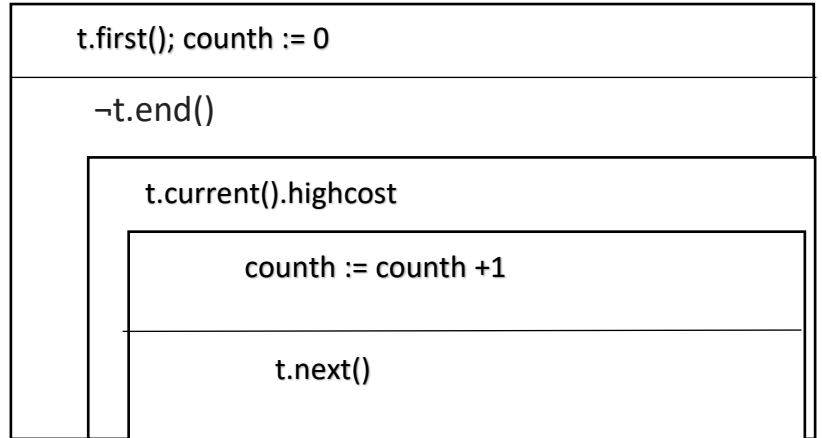 t.first(); counth := 0
¬t.end()
t.current().highcost
counth := counth +1
t.next()